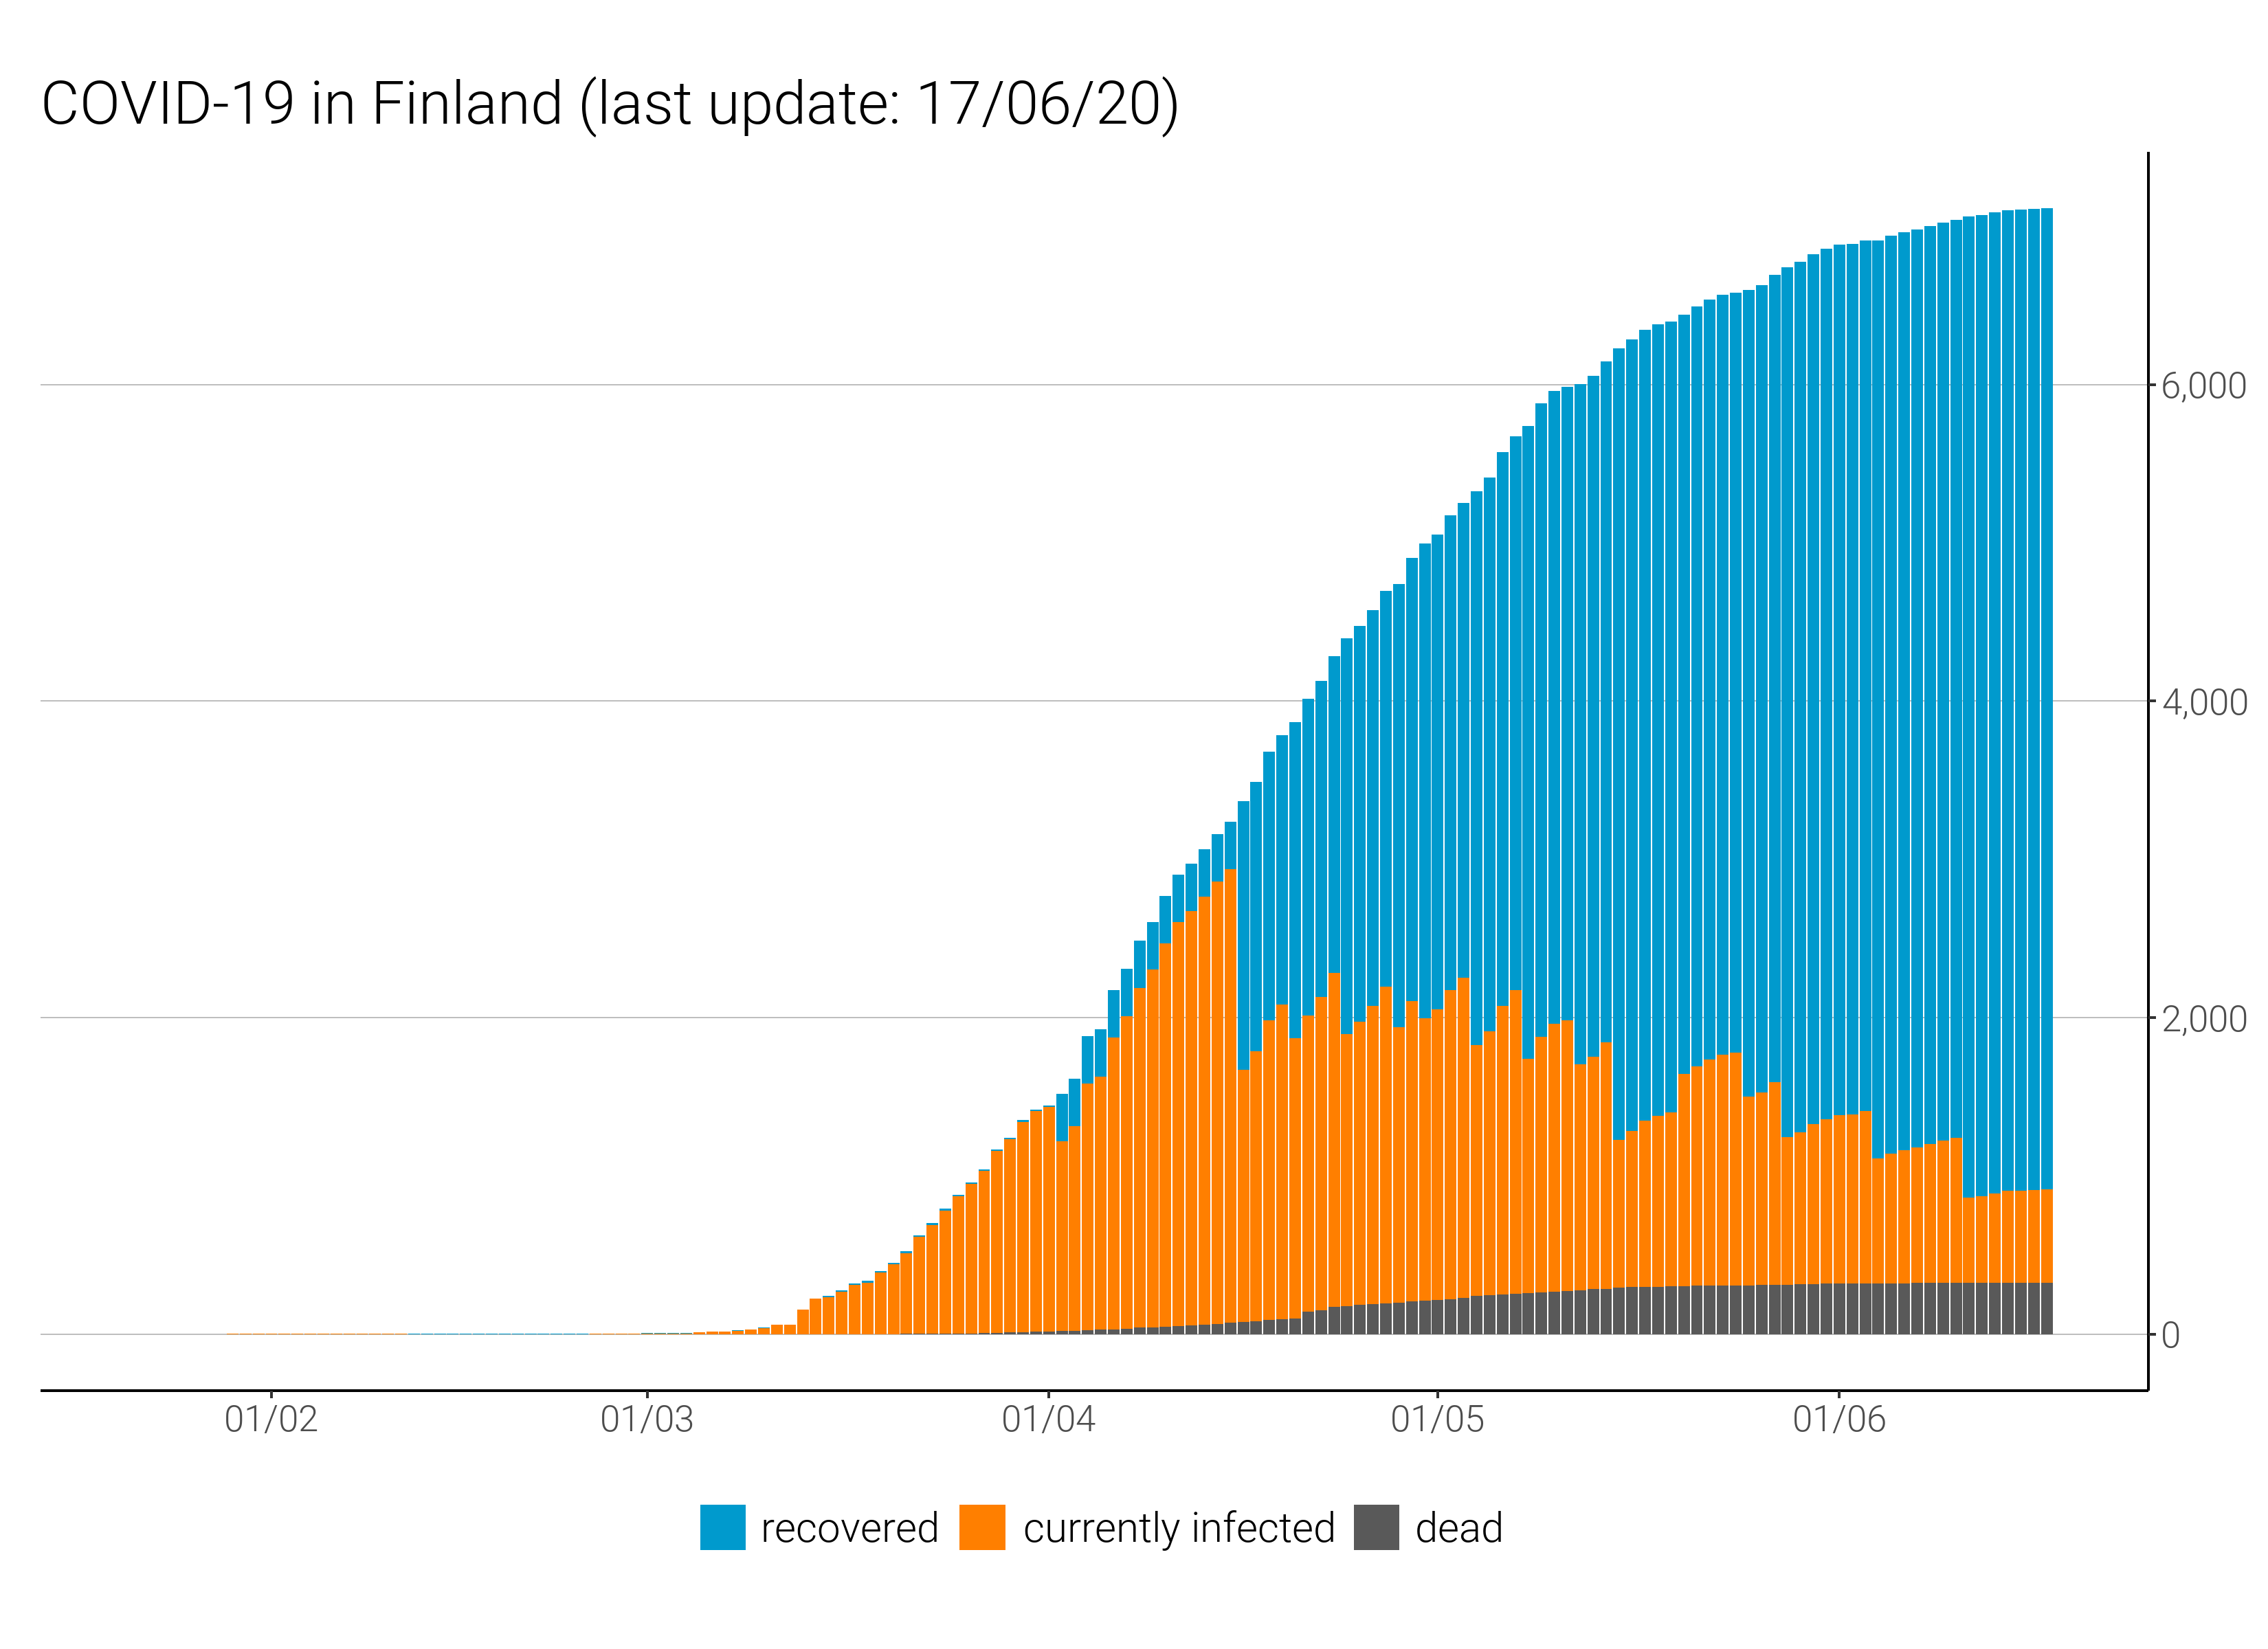 COVID-19 in Finland (last update: 17/06/20)
6,000
4,000
2,000
0
01/02 01/03 01/04 01/05 01/06
recovered currently infected dead